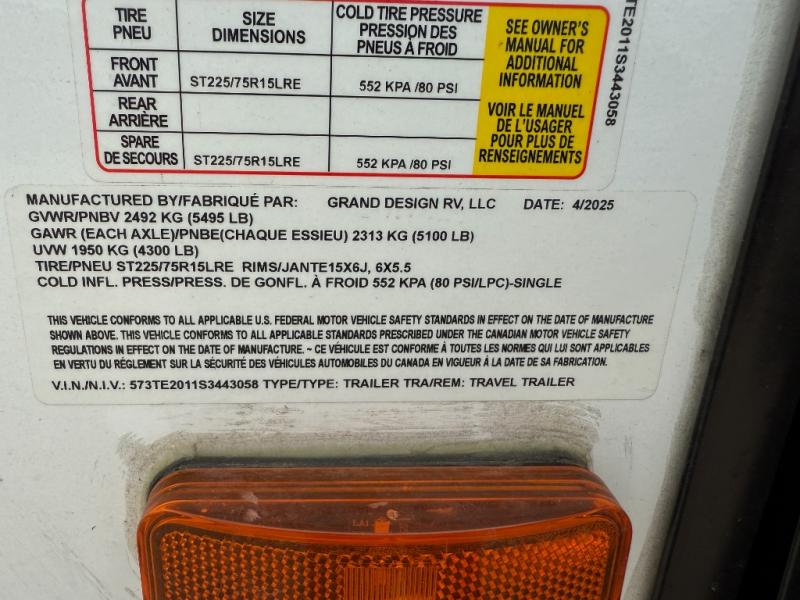 TIRE PNEU
SIZE DIMENSIONS
COLD TIRE PRESSURE
PRESSION DES
PNEUS À FROID
SEE OWNER'S
MANUAL FOR
ADDITIONAL
INFORMATION
FRONT AVANT
ST225/75R15LRE
552 KPA /80 PSI
REAR ARRIÈRE
VOIR LE MANUEL
DE L'USAGER
POUR PLUS DE
RENSEIGNEMENTS
SPARE DE SECOURS
ST225/75R15LRE
552 KPA /80 PSI
TE2011S3443058
MANUFACTURED BY/FABRIQUÉ PAR: GRAND DESIGN RV, LLC DATE: 4/2025
GVWR/PNBV 2492 KG (5495 LB)
GAWR (EACH AXLE)/PNBE(CHAQUE ESSIEU) 2313 KG (5100 LB)
UVW 1950 KG (4300 LB)
TIRE/PNEU ST225/75R15LRE RIMS/JANTE15X6J, 6X5.5
COLD INFL. PRESS/PRESS. DE GONFL. À FROID 552 KPA (80 PSI/LPC)-SINGLE
THIS VEHICLE CONFORMS TO ALL APPLICABLE U.S. FEDERAL MOTOR VEHICLE SAFETY STANDARDS IN EFFECT ON THE DATE OF MANUFACTURE
SHOWN ABOVE. THIS VEHICLE CONFORMS TO ALL APPLICABLE STANDARDS PRESCRIBED UNDER THE CANADIAN MOTOR VEHICLE SAFETY
REGULATIONS IN EFFECT ON THE DATE OF MANUFACTURE. ~ CE VÉHICULE EST CONFORME À TOUTES LES NORMES QUI LUI SONT APPLICABLES
EN VERTU DU RÉGLEMENT SUR LA SÉCURITÉ DES VÉHICULES AUTOMOBILES DU CANADA EN VIGUEUR À LA DATE DE SA FABRICATION.
V.I.N./N.I.V.: 573TE2011S3443058 TYPE/TYPE: TRAILER TRA/REM: TRAVEL TRAILER